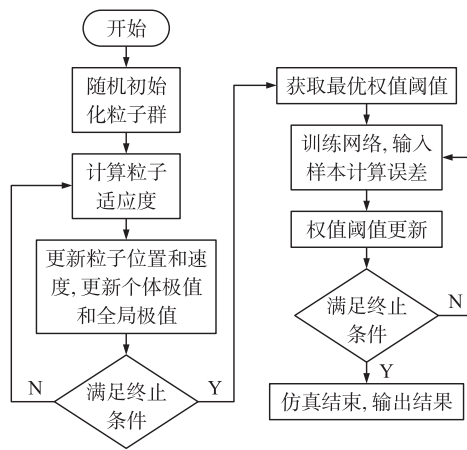 开始
随机初始
化粒子群
计算粒子
适应度
更新粒子位置和速
度,更新个体极值
和全局极值
N
满足终止
条件
Y
获取最优权值阈值
训练网络,输入
样本计算误差
权值阈值更新
满足终止
条件
N
Y
仿真结束,输出结果